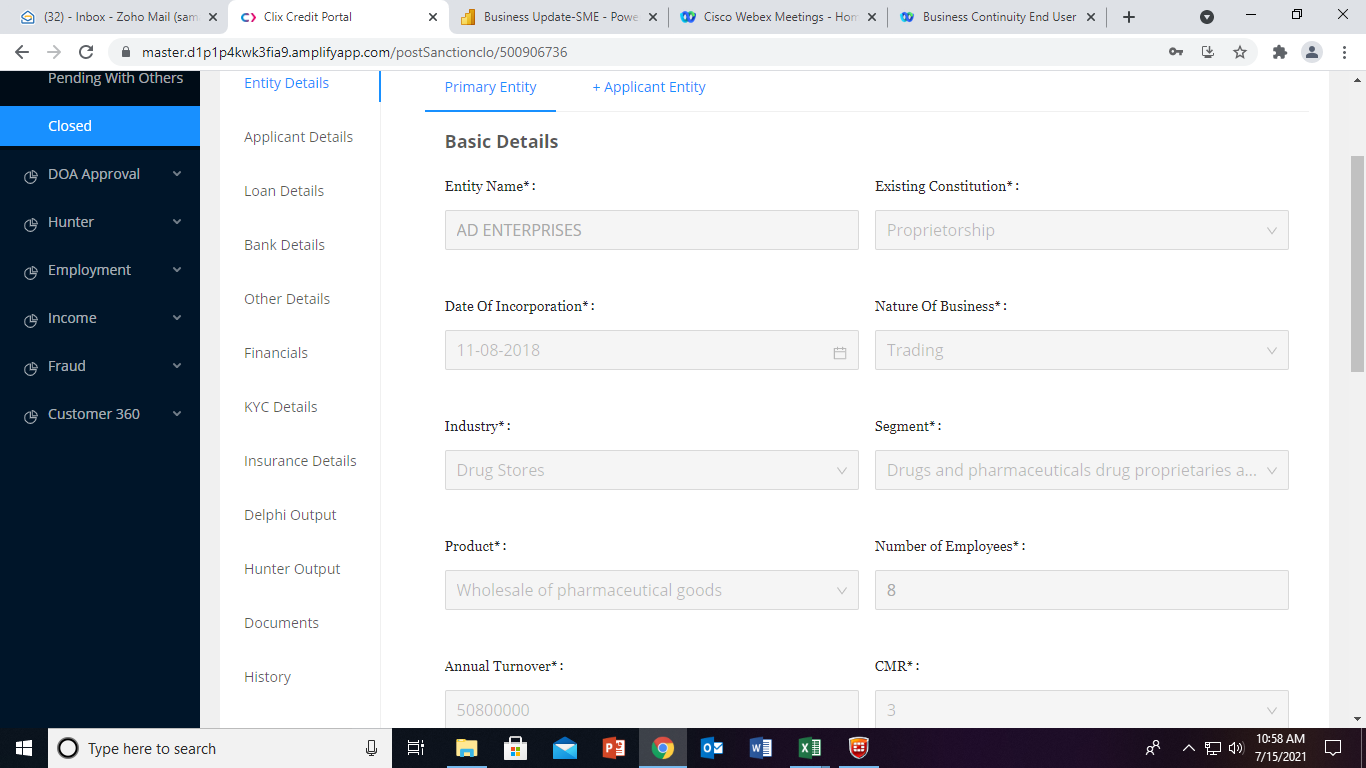 (32) - Inbox - Zoho Mail (sam
Clix Credit Portal
Business Update-SME - Powe
Cisco Webex Meetings - Hom
Business Continuity End User
master.d1p1p4kwk3fia9.amplifyapp.com/postSanctionclo/500906736
Pending With Others
Closed
DOA Approval
Hunter
Employment
Income
Fraud
Customer 360
Entity Details
Applicant Details
Loan Details
Bank Details
Other Details
Financials
KYC Details
Insurance Details
Delphi Output
Hunter Output
Documents
History
Primary Entity
+ Applicant Entity
Basic Details
Entity Name* :
Existing Constitution* :
AD ENTERPRISES
Proprietorship
Date Of Incorporation* :
Nature Of Business* :
11-08-2018
Trading
Industry* :
Segment* :
Drug Stores
Drugs and pharmaceuticals drug proprietaries a...
Product* :
Number of Employees* :
Wholesale of pharmaceutical goods
8
Annual Turnover* :
CMR* :
50800000
3
Type here to search
10:58 AM
7/15/2021